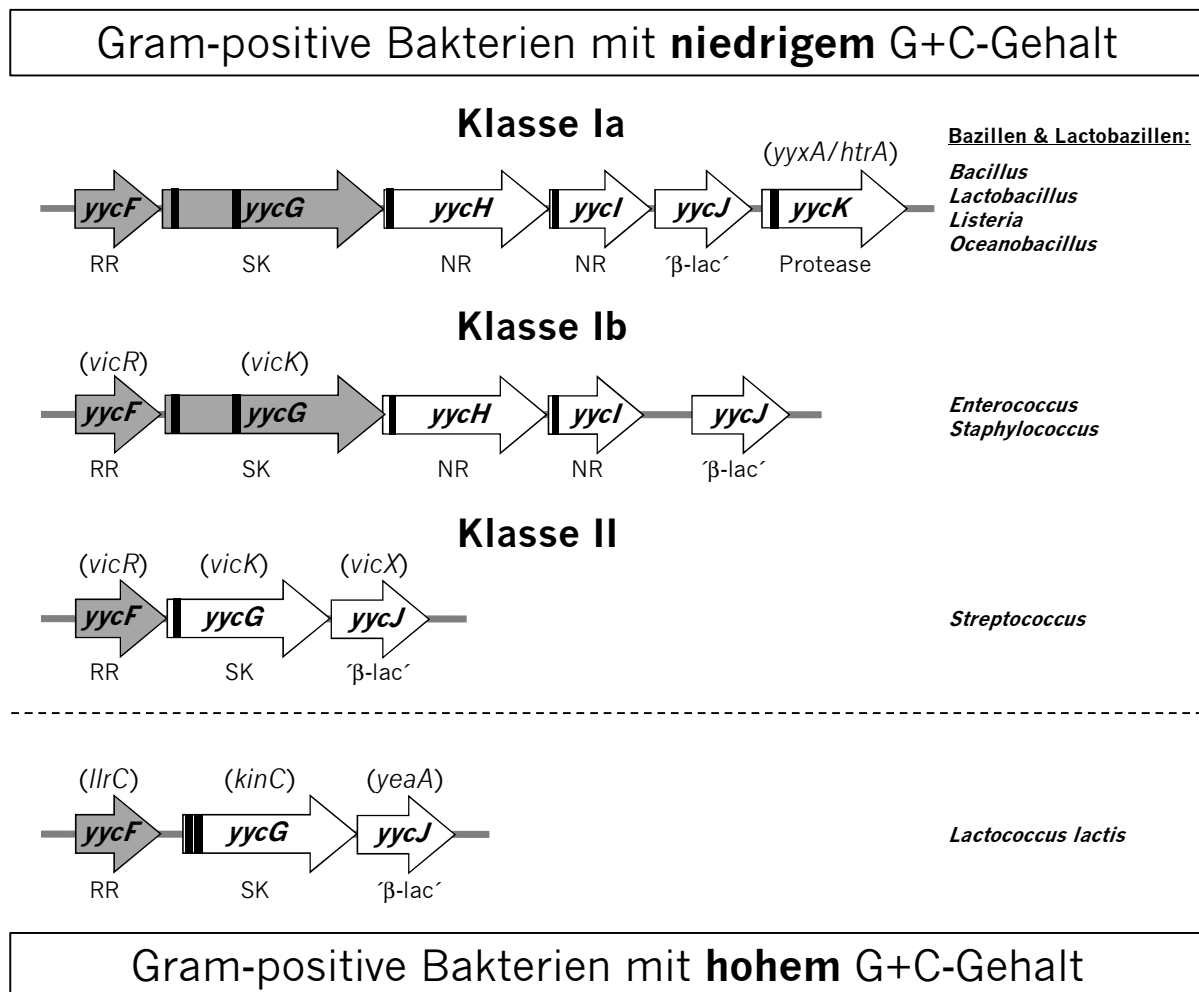 Gram-positive Bakterien mit niedrigem G+C-Gehalt
Klasse Ia
Bazillen & Lactobazillen:
(yyxA/htrA)
Bacillus
Lactobacillus
Listeria
Oceanobacillus
yycF yycG yycH yycI yycJ yycK
RR SK NR NR ´β-lac´ Protease
Klasse Ib
(vicR) (vicK)
yycF yycG yycH yycI yycJ
Enterococcus
Staphylococcus
RR SK NR NR ´β-lac´
Klasse II
(vicR) (vicK) (vicX)
yycF yycG yycJ
Streptococcus
RR SK ´β-lac´
(llrC) (kinC) (yeaA)
yycF yycG yycJ
Lactococcus lactis
RR SK ´β-lac´
Gram-positive Bakterien mit hohem G+C-Gehalt